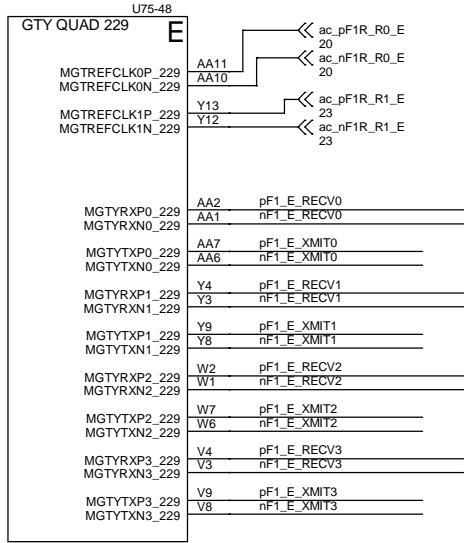 U75-48
GTY QUAD 229 E
MGTREFCLK0P_229 AA11 ac_pF1R_R0_E
20
MGTREFCLK0N_229 AA10 ac_nF1R_R0_E
20
MGTREFCLK1P_229 Y13 ac_pF1R_R1_E
23
MGTREFCLK1N_229 Y12 ac_nF1R_R1_E
23
MGTYRXP0_229 AA2 pF1_E_RECV0
MGTYRXN0_229 AA1 nF1_E_RECV0
MGTYTXP0_229 AA7 pF1_E_XMIT0
MGTYTXN0_229 AA6 nF1_E_XMIT0
MGTYRXP1_229 Y4 pF1_E_RECV1
MGTYRXN1_229 Y3 nF1_E_RECV1
MGTYTXP1_229 Y9 pF1_E_XMIT1
MGTYTXN1_229 Y8 nF1_E_XMIT1
MGTYRXP2_229 W2 pF1_E_RECV2
MGTYRXN2_229 W1 nF1_E_RECV2
MGTYTXP2_229 W7 pF1_E_XMIT2
MGTYTXN2_229 W6 nF1_E_XMIT2
MGTYRXP3_229 V4 pF1_E_RECV3
MGTYRXN3_229 V3 nF1_E_RECV3
MGTYTXP3_229 V9 pF1_E_XMIT3
MGTYTXN3_229 V8 nF1_E_XMIT3